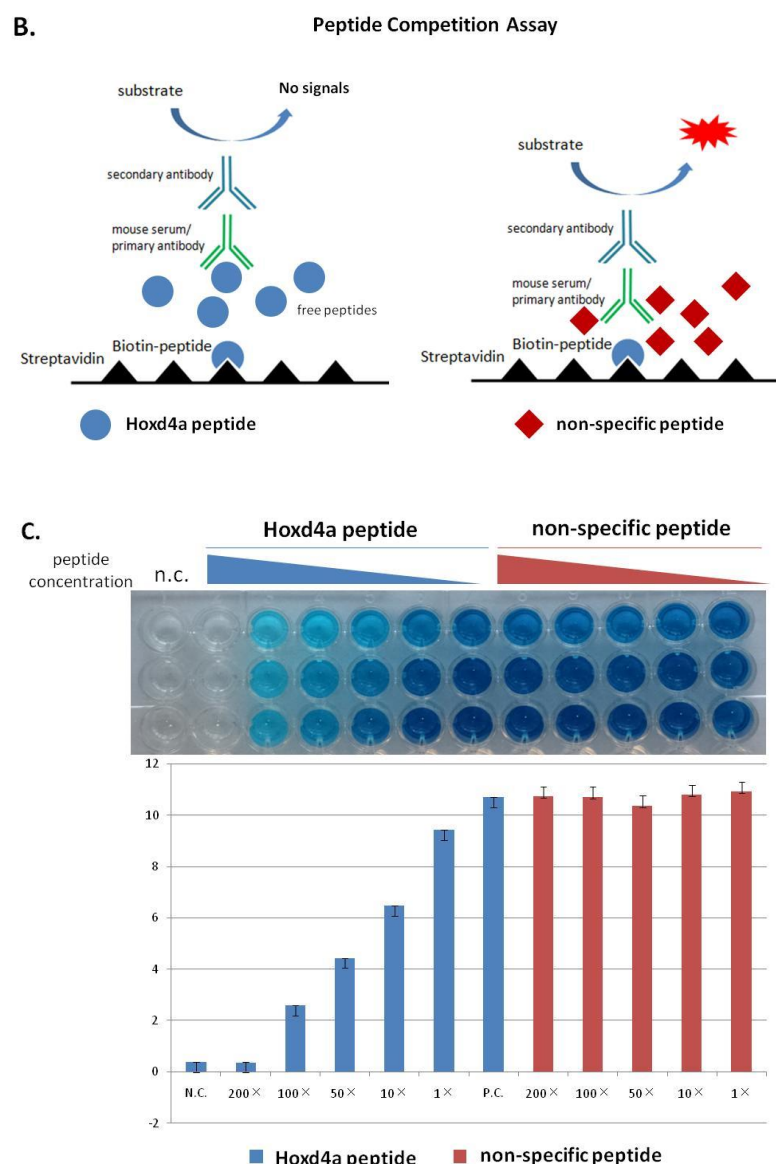 B.
Peptide Competition Assay
substrate
No signals
secondary antibody
mouse serum/
primary antibody
free peptides
Biotin-peptide
Streptavidin
Hoxd4a peptide
substrate
secondary antibody
mouse serum/
primary antibody
Biotin-peptide
Streptavidin
non-specific peptide
C.
Hoxd4a peptide
non-specific peptide
peptide
concentration
n.c.
12
10
8
6
4
2
0
-2
N.C. 200× 100× 50× 10× 1× P.C. 200× 100× 50× 10× 1×
Hoxd4a peptide non-specific peptide